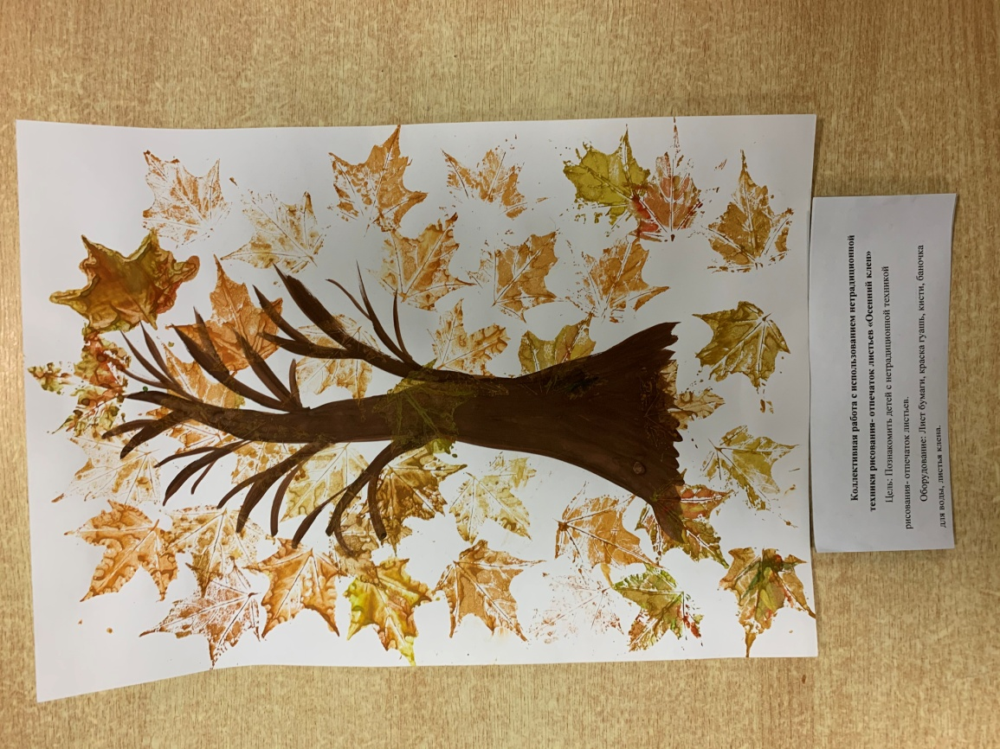 Коллективная работа с использованием нетрадиционной
техники рисования- отпечаток листьев «Осенний клен»
Цель: Познакомить детей с нетрадиционной техникой
рисования- отпечаток листьев.
Оборудование: Лист бумаги, краска гуашь, кисти, баночка
для воды, листья клена.